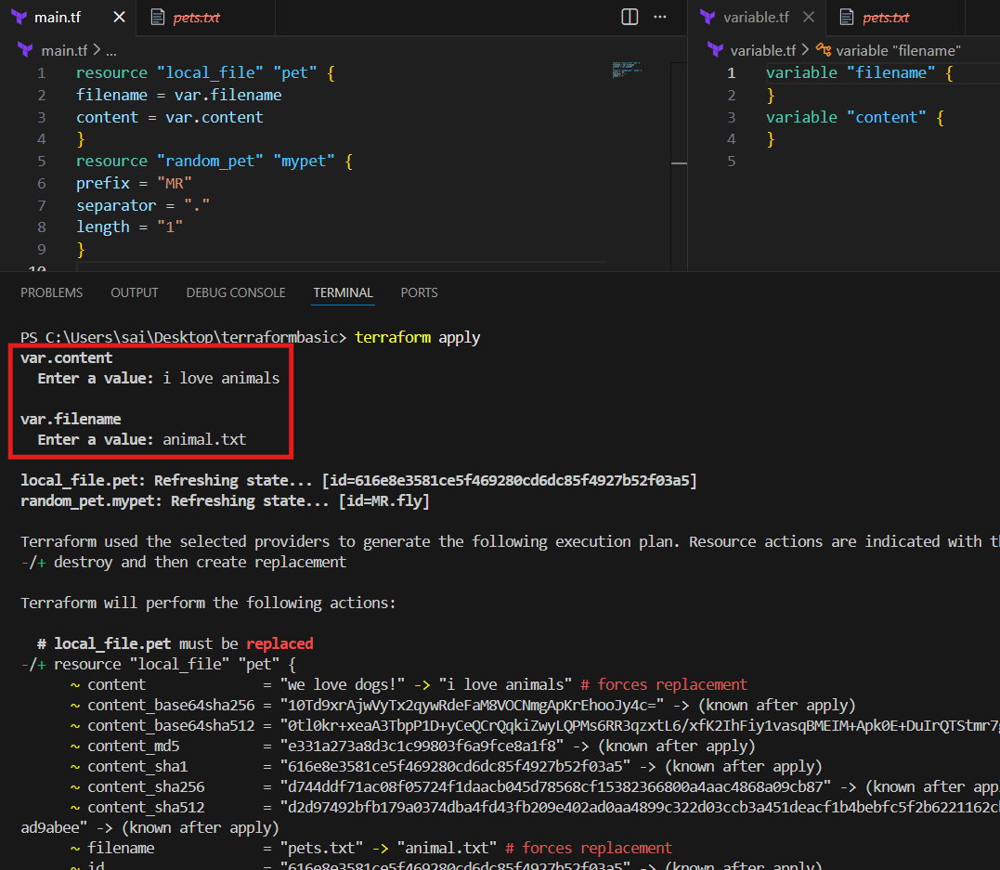 main.tf
pets.txt
...
variable.tf
pets.txt
main.tf > ...
variable.tf > variable "filename"
1 resource "local_file" "pet" {
2 filename = var.filename
3 content = var.content
4 }
5 resource "random_pet" "mypet" {
6 prefix = "MR"
7 separator = "."
8 length = "1"
9 }
10
1 variable "filename" {
2 }
3 variable "content" {
4 }
5
PROBLEMS OUTPUT DEBUG CONSOLE TERMINAL PORTS
PS C:\Users\sai\Desktop\terraformbasic> terraform apply
var.content
Enter a value: i love animals
var.filename
Enter a value: animal.txt
local_file.pet: Refreshing state... [id=616e8e3581ce5f469280cd6dc85f4927b52f03a5]
random_pet.mypet: Refreshing state... [id=MR.fly]
Terraform used the selected providers to generate the following execution plan. Resource actions are indicated with
-/+ destroy and then create replacement
Terraform will perform the following actions:
# local_file.pet must be replaced
-/+ resource "local_file" "pet" {
~ content = "we love dogs!" -> "i love animals" # forces replacement
~ content_base64sha256 = "10Td9xrAjwVyTx2qywRdeFaM8VOCNmgApKrEhooJy4c=" -> (known after apply)
~ content_base64sha512 = "0tl0kr+xeaA3TbpP1D+yCeQCrQqkiZwyLQPMs6RR3qzxtL6/xfK2IhFiy1vasqBMEIM+Apk0E+DuIrQTStmr7
~ content_md5 = "e331a273a8d3c1c99803f6a9fce8a1f8" -> (known after apply)
~ content_sha1 = "616e8e3581ce5f469280cd6dc85f4927b52f03a5" -> (known after apply)
~ content_sha256 = "d744ddf71ac08f05724f1daacb045d78568cf15382366800a4aac4868a09cb87" -> (known after app
~ content_sha512 = "d2d97492bfb179a0374dba4fd43fb209e402ad0aa4899c322d03ccb3a451deacf1b4bebfc5f2b6221162c
ad9abee" -> (known after apply)
~ filename = "pets.txt" -> "animal.txt" # forces replacement
~ id = "616e8e3581ce5f469280cd6dc85f4927b52f03a5" -> (known after apply)